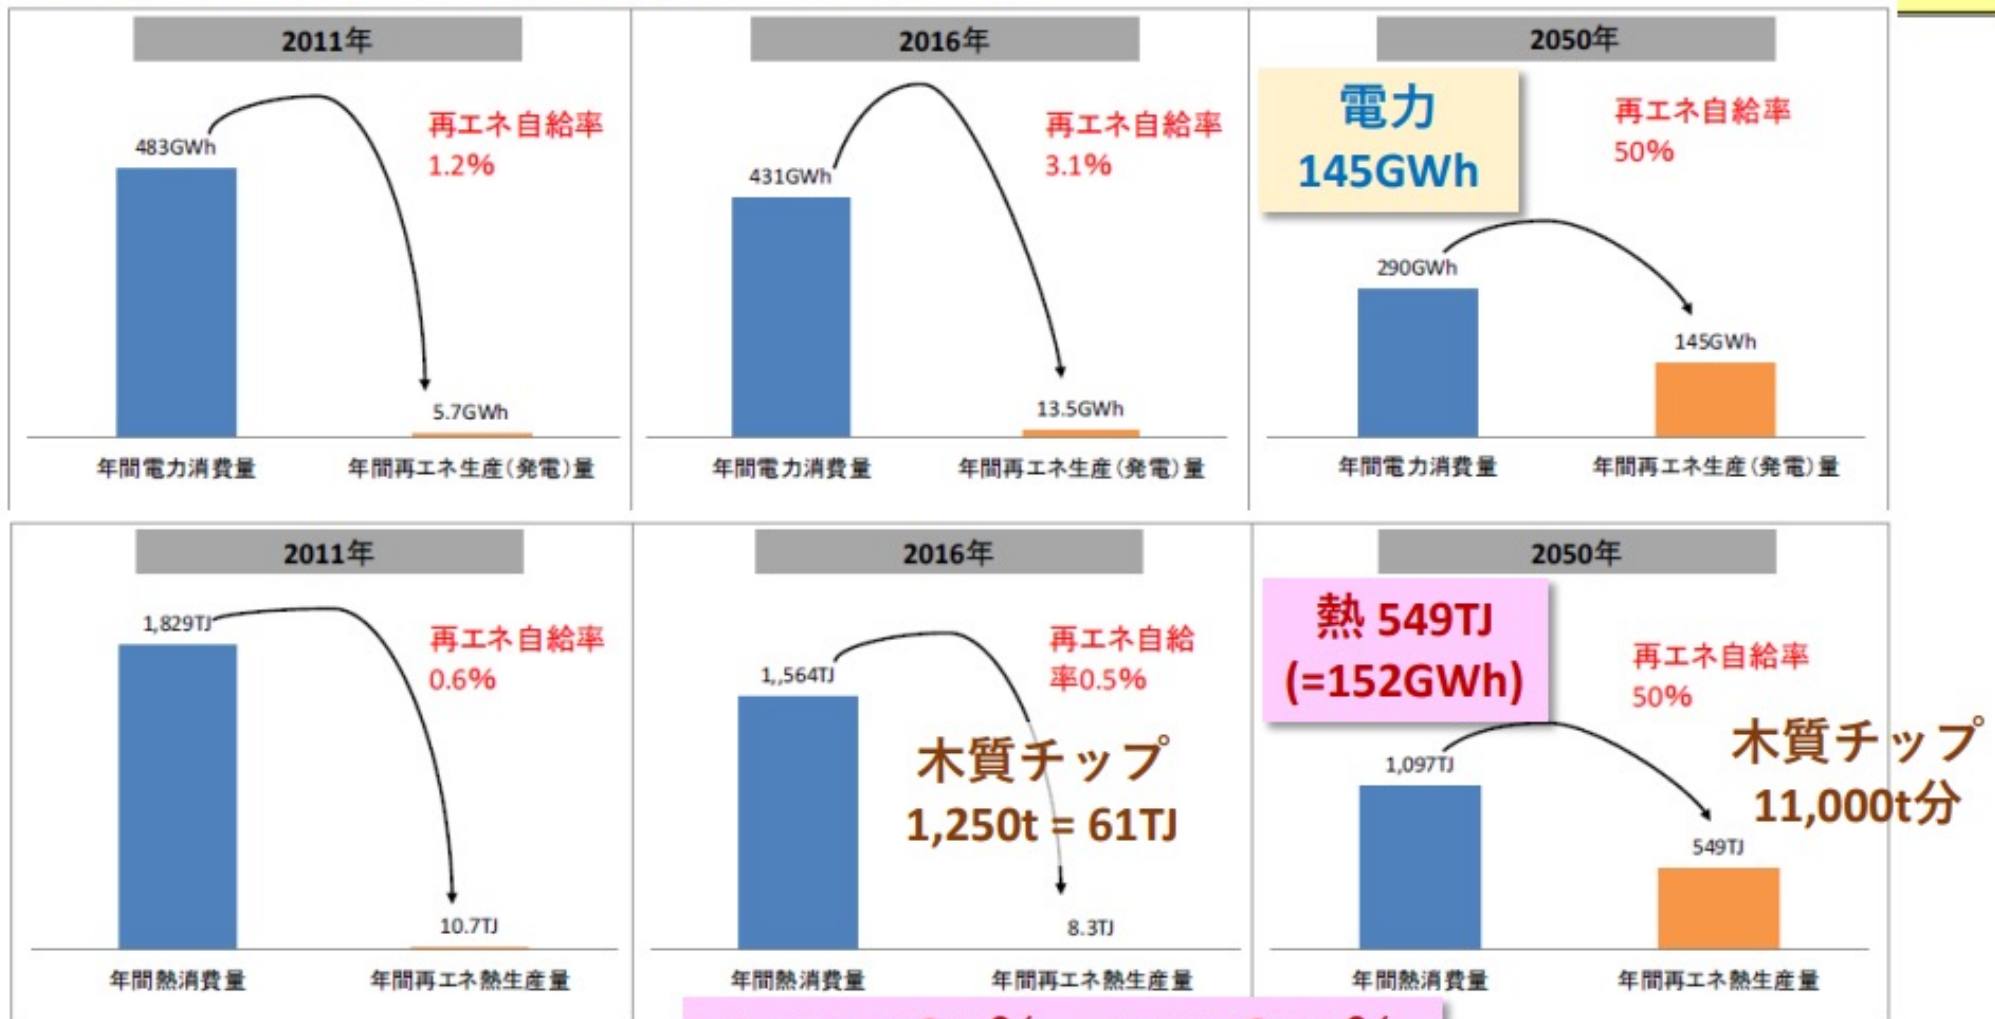 2011年
再エネ自給率
1.2%
483GWh
5.7GWh
年間電力消費量
年間再エネ生産(発電)量
2016年
再エネ自給率
3.1%
431GWh
13.5GWh
年間電力消費量
年間再エネ生産(発電)量
2050年
電力
145GWh
再エネ自給率
50%
290GWh
145GWh
年間電力消費量
年間再エネ生産(発電)量
2011年
1,829TJ
再エネ自給率
0.6%
10.7TJ
年間熱消費量
年間再エネ熱生産量
2016年
再エネ自給
率0.5%
1,,564TJ
木質チップ
1,250t = 61TJ
8.3TJ
年間熱消費量
年間再エネ熱生産量
2050年
熱 549TJ
(=152GWh)
再エネ自給率
50%
木質チップ
11,000t分
1,097TJ
549TJ
年間熱消費量
年間再エネ熱生産量